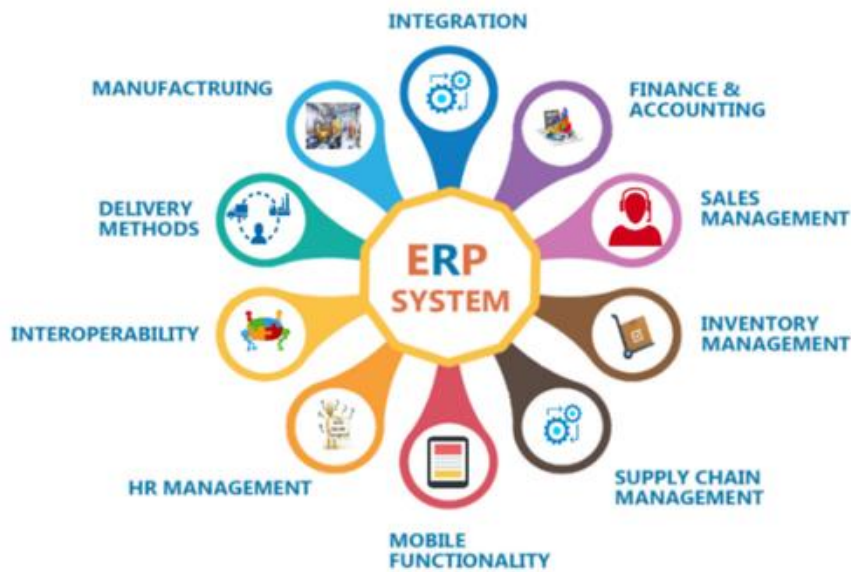 INTEGRATION
MANUFACTRUING
FINANCE &
ACCOUNTING
DELIVERY
METHODS
SALES
MANAGEMENT
ERP
SYSTEM
INTEROPERABILITY
INVENTORY
MANAGEMENT
HR MANAGEMENT
SUPPLY CHAIN
MANAGEMENT
MOBILE
FUNCTIONALITY